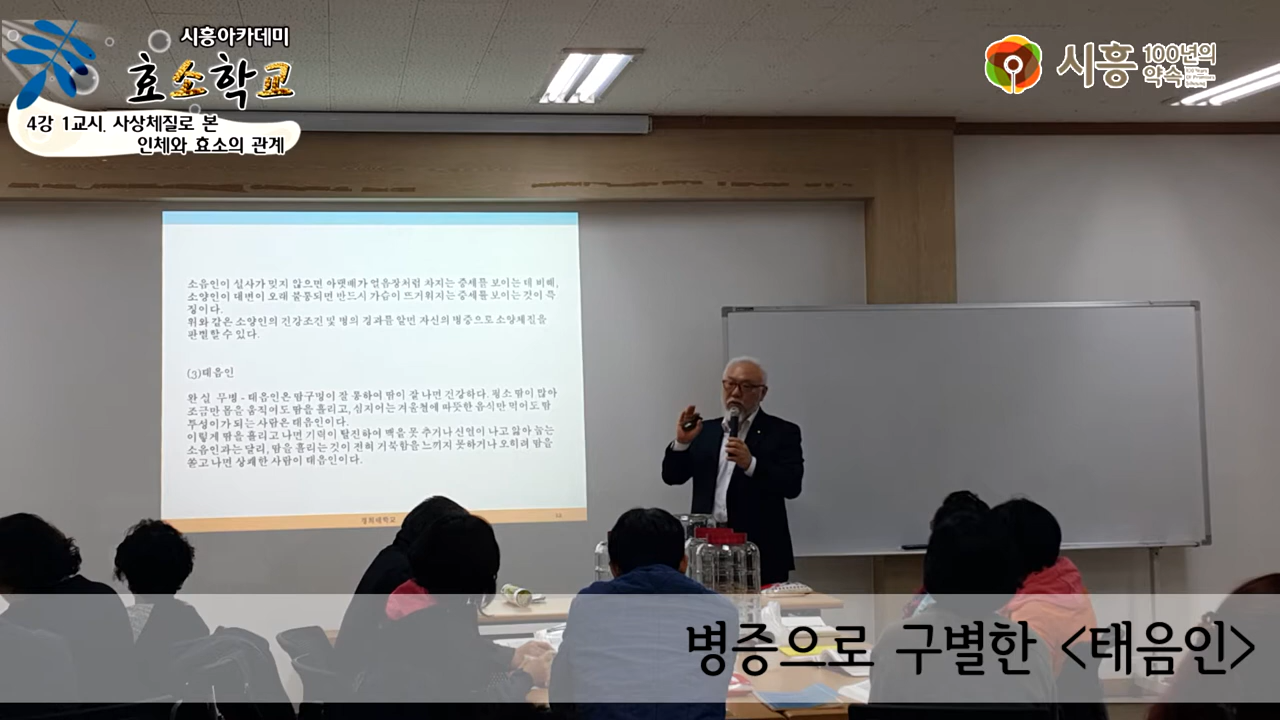 시흥아카데미
효소학교
4강 1교시. 사상체질로 본
인체와 효소의 관계
시흥 100년의
약속
소음인이 설사가 멎지 않으면 아랫배가 얼음장처럼 차지는 증세를 보이는 데 비해,
소양인이 대변이 오래 불통되면 반드시 가슴이 뜨거워지는 증세를 보이는 것이 특
징이다.
위와 같은 소양인의 건강조건 및 병의 경과를 알면 자신의 병증으로 소양체질을
판별할 수 있다.
(3)태음인
완 실 무병 - 태음인은 땀구멍이 잘 통하여 땀이 잘 나면 건강하다. 평소 땀이 많아
조금만 몸을 움직여도 땀을 흘리고, 심지어는 겨울철에 따뜻한 음식만 먹어도 땀
투성이가 되는 사람은 태음인이다.
이렇게 땀을 흘리고 나면 기력이 탈진하여 맥을 못 추거나 신열이 나고 앓아 눕는
소음인과는 달리, 땀을 흘리는 것이 전혀 거북함을 느끼지 못하거나 오히려 땀을
쏟고 나면 상쾌한 사람이 태음인이다.
경희대학교
병증으로 구별한 <태음인>